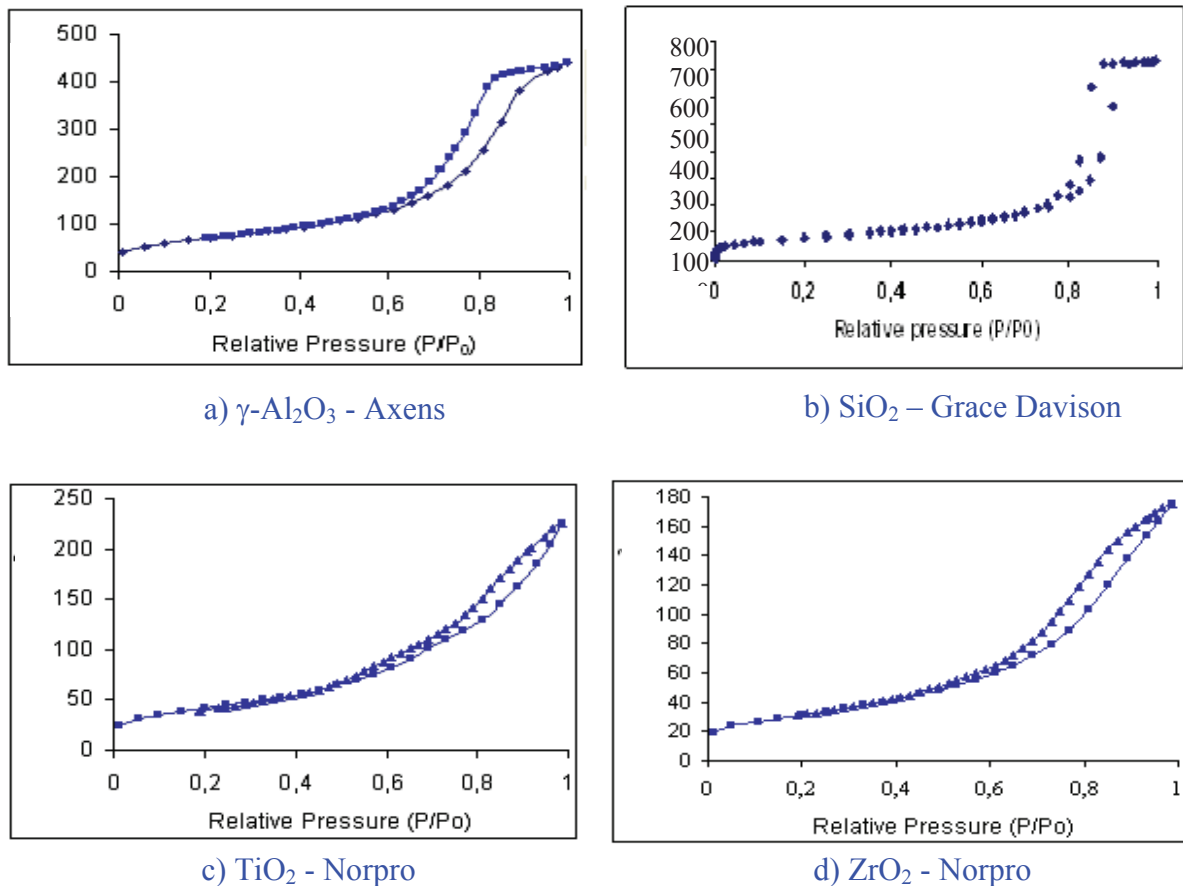 500
400
300
200
100
0
0 0,2 0,4 0,6 0,8 1
Relative Pressure (P/P₀)
a) γ-Al₂O₃ - Axens
800
700
600
500
400
300
200
100
0 0,2 0,4 0,6 0,8 1
Relative pressure (P/P0)
b) SiO₂ – Grace Davison
250
200
150
100
50
0
0 0,2 0,4 0,6 0,8 1
Relative Pressure (P/Po)
c) TiO₂ - Norpro
180
160
140
120
100
80
60
40
20
0
0 0,2 0,4 0,6 0,8 1
Relative Pressure (P/Po)
d) ZrO₂ - Norpro